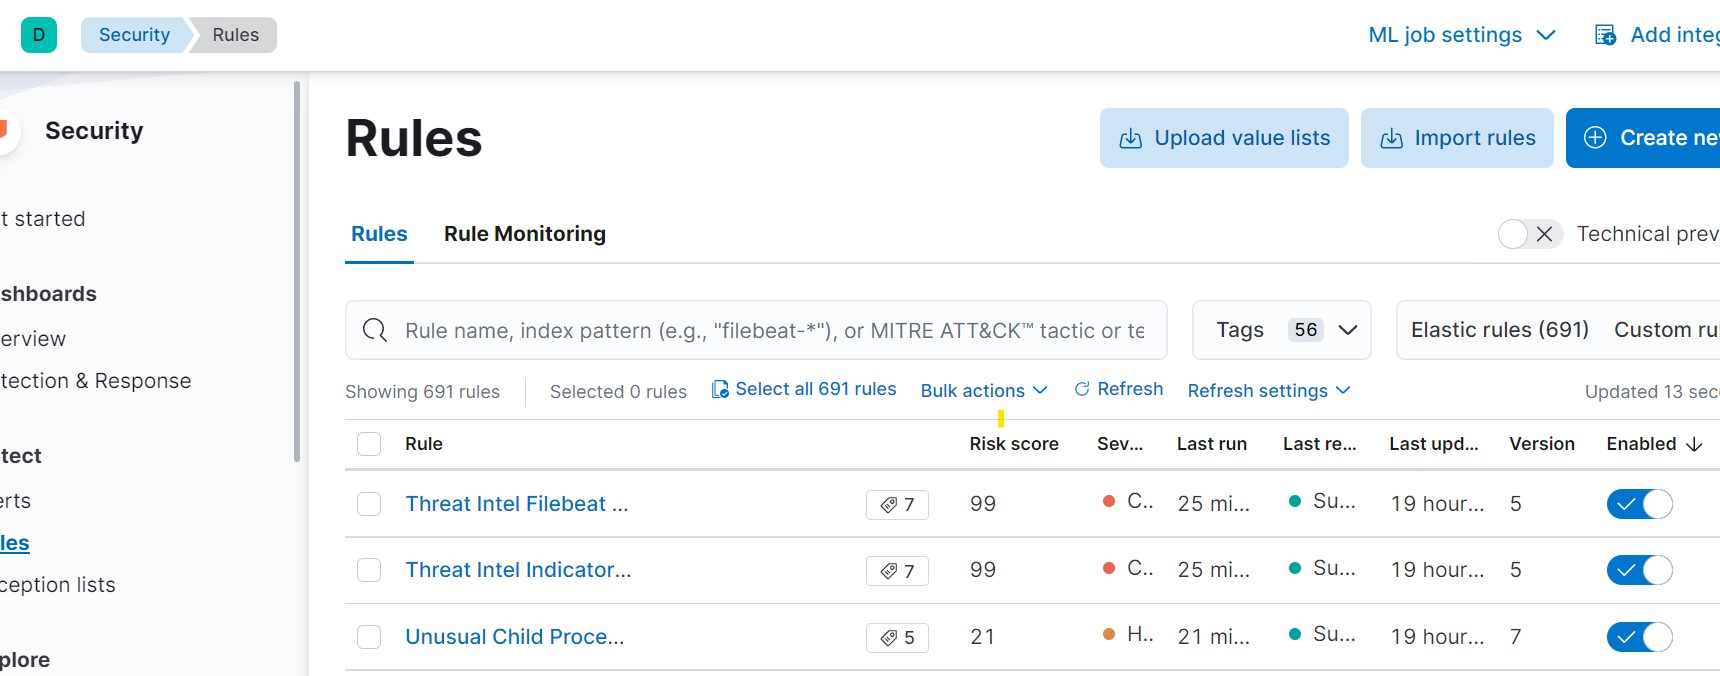 D Security Rules ML job settings Add integ
Security
t started
shboards
erview
tection & Response
tect
erts
les
ception lists
plore
Rules
Upload value lists Import rules Create nev
Rules Rule Monitoring Technical prev
Rule name, index pattern (e.g., "filebeat-*"), or MITRE ATT&CK™ tactic or te Tags 56 Elastic rules (691) Custom rul
Showing 691 rules Selected 0 rules Select all 691 rules Bulk actions Refresh Refresh settings Updated 13 seco
Rule Risk score Sev... Last run Last re... Last upd... Version Enabled
Threat Intel Filebeat ... 7 99 C.. 25 mi... Su... 19 hour... 5
Threat Intel Indicator... 7 99 C.. 25 mi... Su... 19 hour... 5
Unusual Child Proce... 5 21 H.. 21 mi... Su... 19 hour... 7